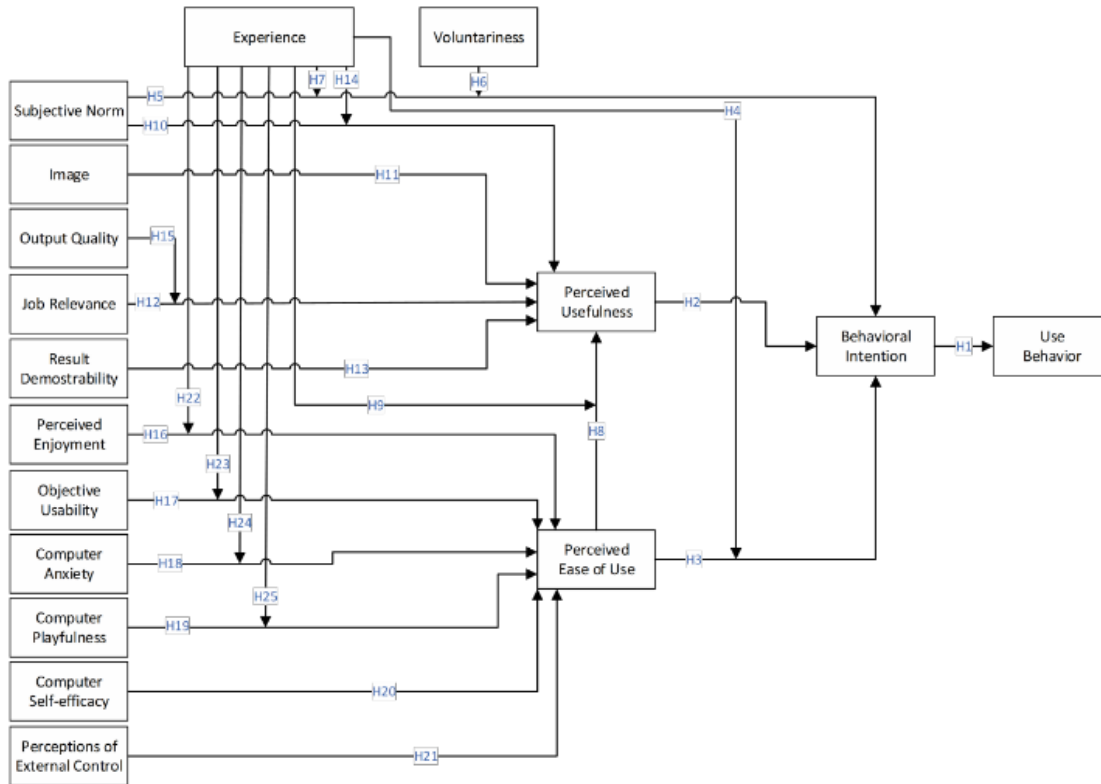 Experience
Voluntariness
H7
H14
H6
H5
Subjective Norm
H4
H10
Image
H11
Output Quality
H15
Job Relevance
H12
Perceived
Usefulness
H2
Behavioral
Intention
H1
Use
Behavior
Result
Demostrability
H13
H22
H9
Perceived
Enjoyment
H16
H8
H23
Objective
Usability
H17
H24
Computer
Anxiety
H18
Perceived
Ease of Use
H3
H25
Computer
Playfulness
H19
Computer
Self-efficacy
H20
Perceptions of
External Control
H21